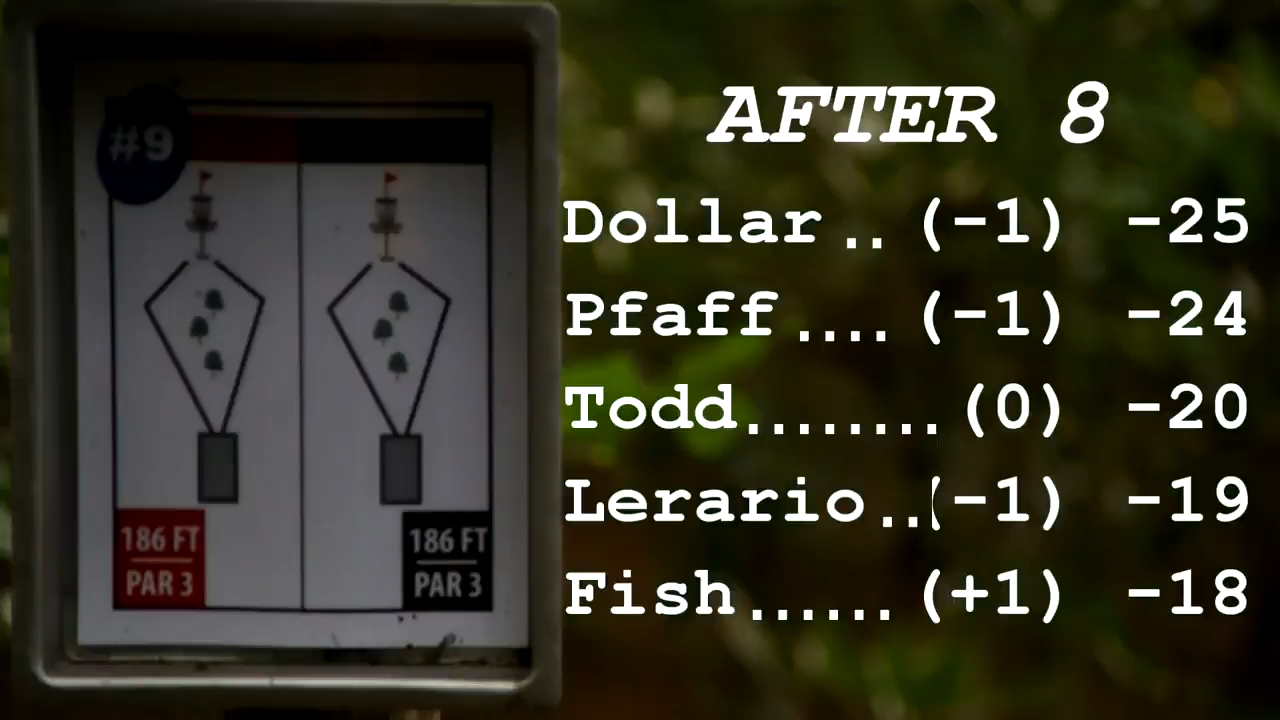 #9
186 FT
PAR 3
186 FT
PAR 3
AFTER 8
Dollar .. (-1) -25
Pfaff .... (-1) -24
Todd........ (0) -20
Lerario ..(-1) -19
Fish...... (+1) -18